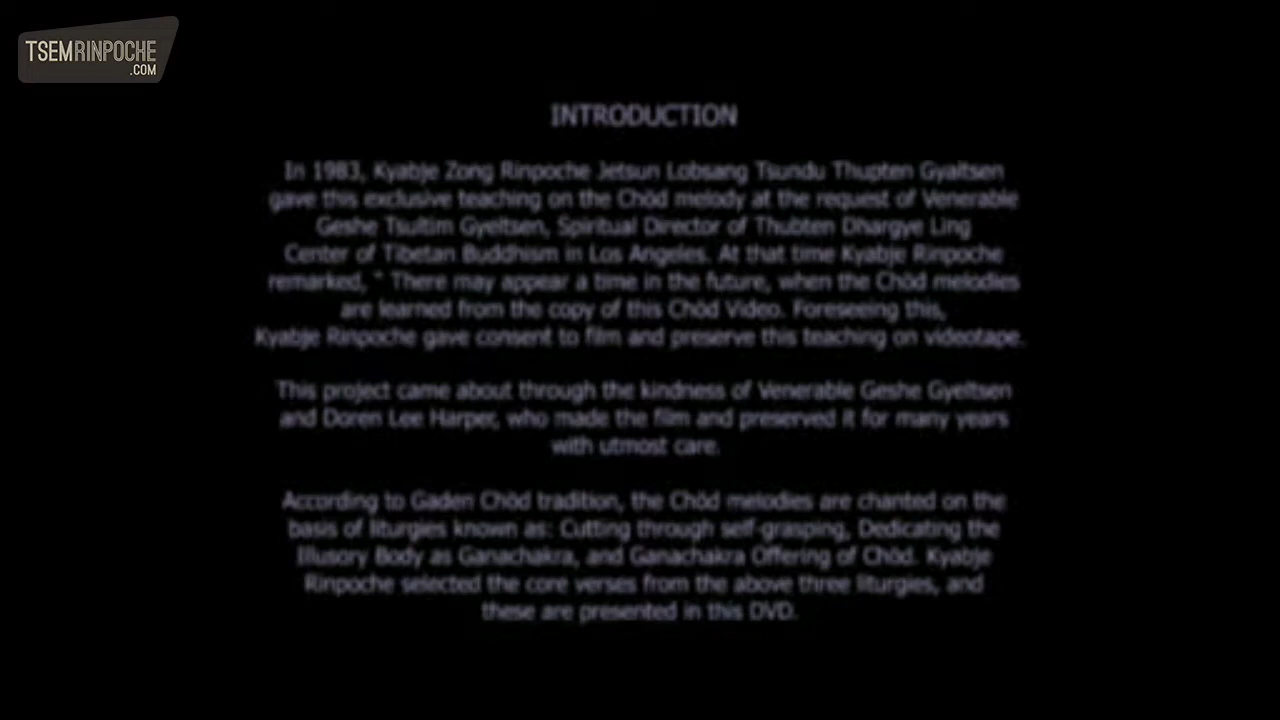 TSEMRINPOCHE
.COM
INTRODUCTION
In 1983, Kyabje Zong Rinpoche Jetsun Lobsang Tsundu Thupten Gyaltsen
gave this exclusive teaching on the Chöd melody at the request of Venerable
Geshe Tsultim Gyeltsen, Spiritual Director of Thubten Dhargye Ling
Center of Tibetan Buddhism in Los Angeles. At that time Kyabje Rinpoche
remarked, " There may appear a time in the future, when the Chöd melodies
are learned from the copy of this Chöd Video. Foreseeing this,
Kyabje Rinpoche gave consent to film and preserve this teaching on videotape.
This project came about through the kindness of Venerable Geshe Gyeltsen
and Doren Lee Harper, who made the film and preserved it for many years
with utmost care.
According to Gaden Chöd tradition, the Chöd melodies are chanted on the
basis of liturgies known as: Cutting through self-grasping, Dedicating the
Illusory Body as Ganachakra, and Ganachakra Offering of Chöd. Kyabje
Rinpoche selected the core verses from the above three liturgies, and
these are presented in this DVD.